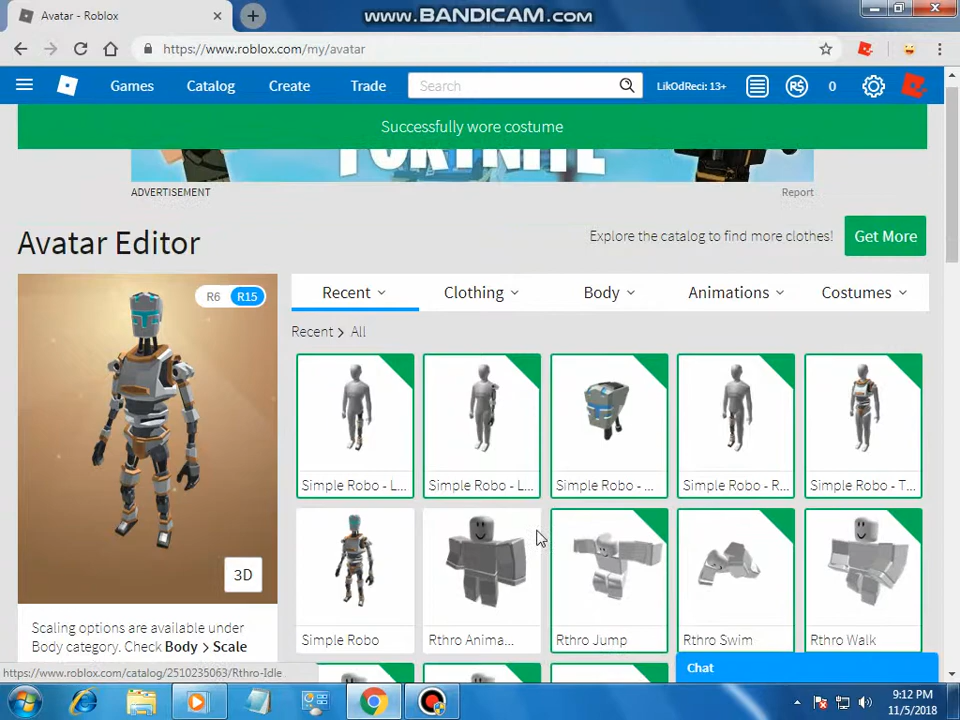 Avatar - Roblox
www.BANDICAM.com
https://www.roblox.com/my/avatar
Games
Catalog
Create
Trade
Search
LikOdReci: 13+
R$
0
Successfully wore costume
FORTNITE
ADVERTISEMENT
Report
Avatar Editor
Explore the catalog to find more clothes!
Get More
R6
R15
Recent
Clothing
Body
Animations
Costumes
Recent > All
Simple Robo - L...
Simple Robo - L...
Simple Robo - ...
Simple Robo - R...
Simple Robo - T...
Simple Robo
Rthro Anima...
Rthro Jump
Rthro Swim
Rthro Walk
3D
Scaling options are available under
Body category. Check Body > Scale
https://www.roblox.com/catalog/2510235063/Rthro-Idle
Chat
9:12 PM
11/5/2018